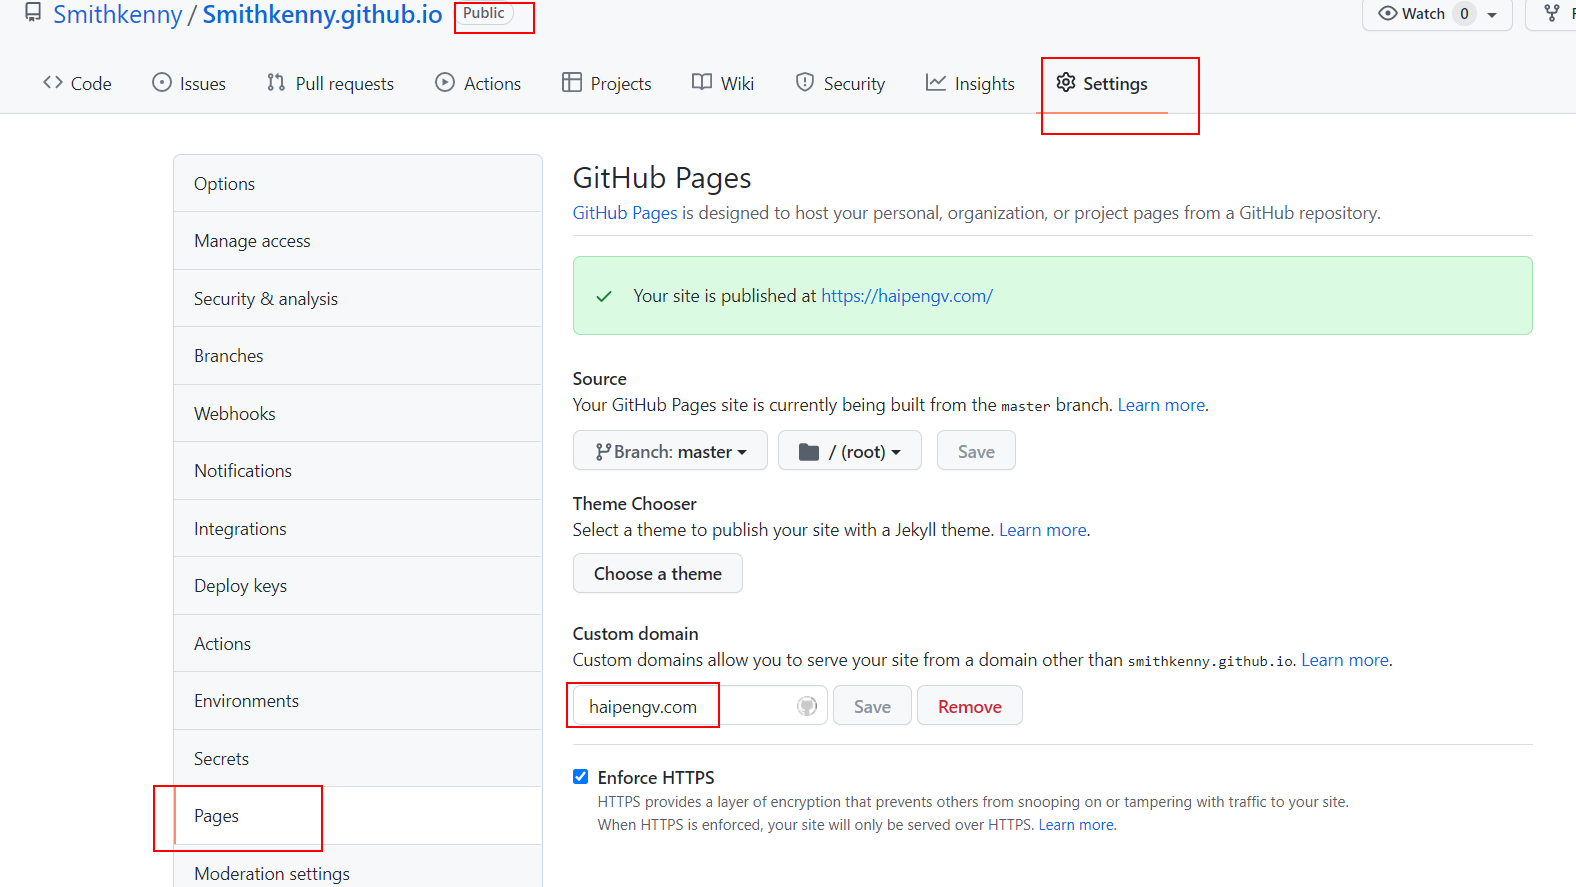 Smithkenny / Smithkenny.github.io Public Watch 0 F
Code Issues Pull requests Actions Projects Wiki Security Insights Settings
Options
Manage access
Security & analysis
Branches
Webhooks
Notifications
Integrations
Deploy keys
Actions
Environments
Secrets
Pages
Moderation settings
GitHub Pages
GitHub Pages is designed to host your personal, organization, or project pages from a GitHub repository.
Your site is published at https://haipengv.com/
Source
Your GitHub Pages site is currently being built from the master branch. Learn more.
Branch: master / (root) Save
Theme Chooser
Select a theme to publish your site with a Jekyll theme. Learn more.
Choose a theme
Custom domain
Custom domains allow you to serve your site from a domain other than smithkenny.github.io. Learn more.
haipengv.com Save Remove
Enforce HTTPS
HTTPS provides a layer of encryption that prevents others from snooping on or tampering with traffic to your site.
When HTTPS is enforced, your site will only be served over HTTPS. Learn more.